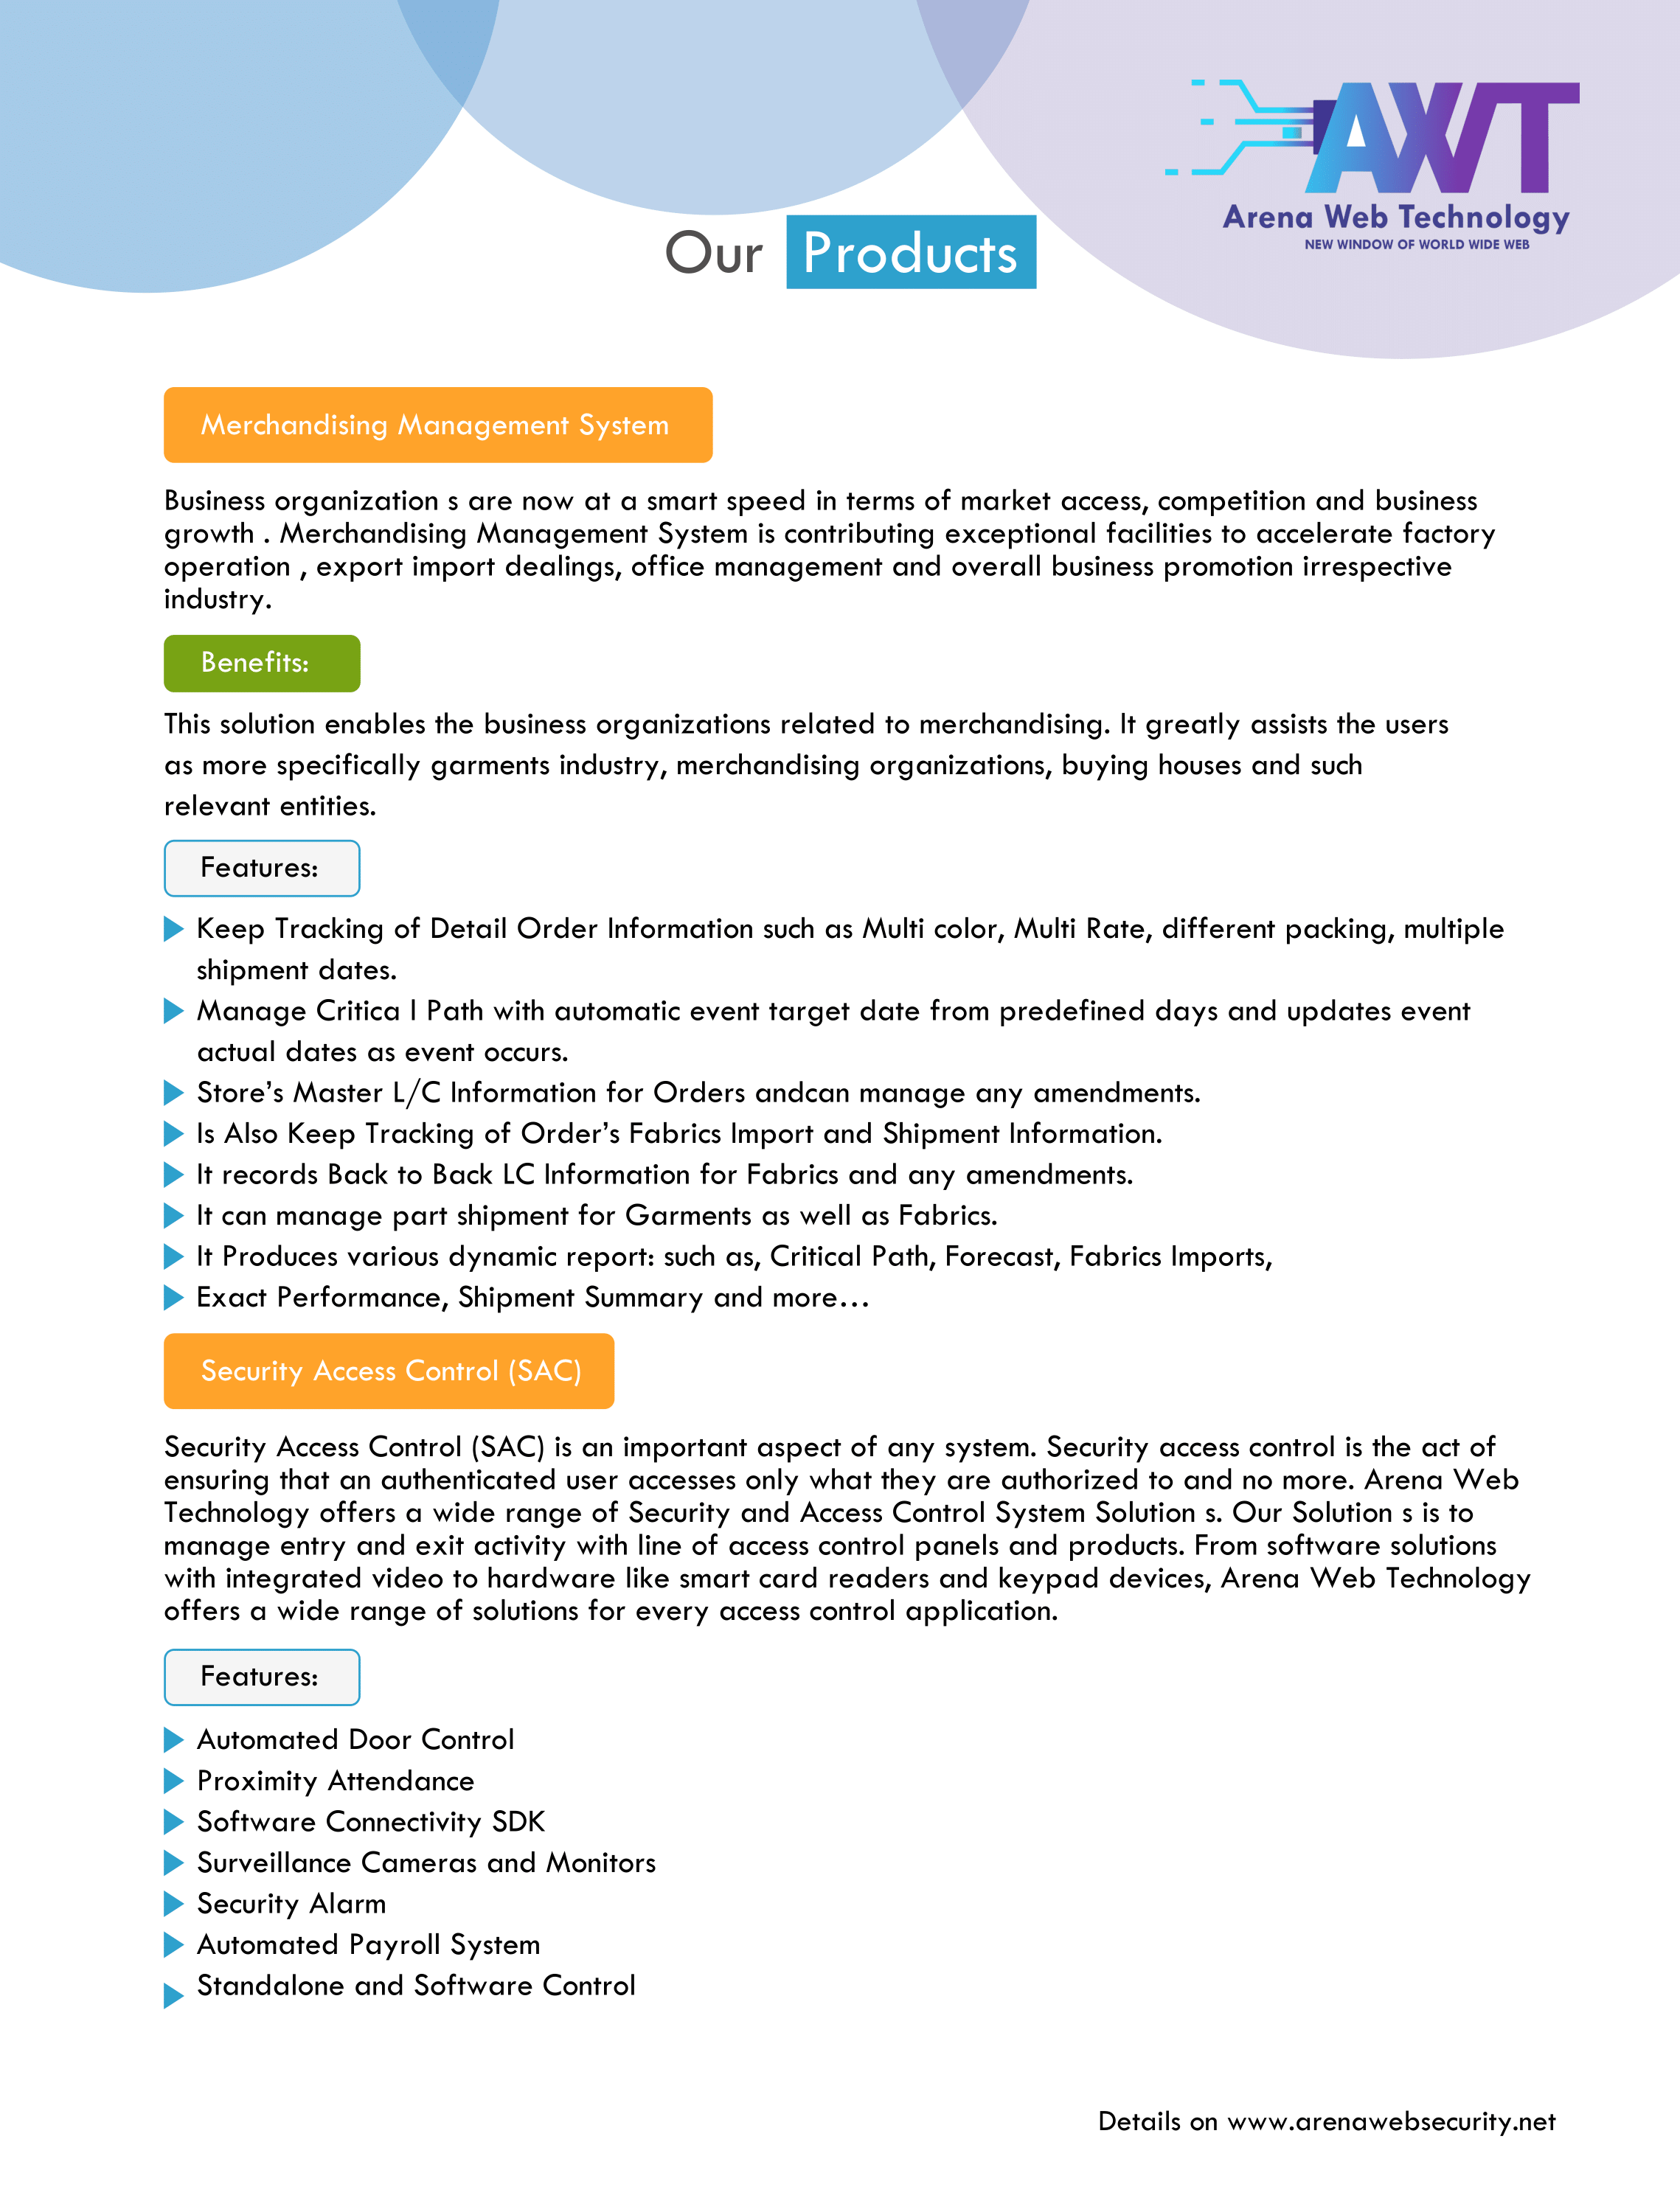 AWT
Arena Web Technology
NEW WINDOW OF WORLD WIDE WEB
Our Products
Merchandising Management System
Business organization s are now at a smart speed in terms of market access, competition and business
growth . Merchandising Management System is contributing exceptional facilities to accelerate factory
operation , export import dealings, office management and overall business promotion irrespective
industry.
Benefits:
This solution enables the business organizations related to merchandising. It greatly assists the users
as more specifically garments industry, merchandising organizations, buying houses and such
relevant entities.
Features:
Keep Tracking of Detail Order Information such as Multi color, Multi Rate, different packing, multiple
shipment dates.
Manage Critica l Path with automatic event target date from predefined days and updates event
actual dates as event occurs.
Store’s Master L/C Information for Orders andcan manage any amendments.
Is Also Keep Tracking of Order’s Fabrics Import and Shipment Information.
It records Back to Back LC Information for Fabrics and any amendments.
It can manage part shipment for Garments as well as Fabrics.
It Produces various dynamic report: such as, Critical Path, Forecast, Fabrics Imports,
Exact Performance, Shipment Summary and more…
Security Access Control (SAC)
Security Access Control (SAC) is an important aspect of any system. Security access control is the act of
ensuring that an authenticated user accesses only what they are authorized to and no more. Arena Web
Technology offers a wide range of Security and Access Control System Solution s. Our Solution s is to
manage entry and exit activity with line of access control panels and products. From software solutions
with integrated video to hardware like smart card readers and keypad devices, Arena Web Technology
offers a wide range of solutions for every access control application.
Features:
Automated Door Control
Proximity Attendance
Software Connectivity SDK
Surveillance Cameras and Monitors
Security Alarm
Automated Payroll System
Standalone and Software Control
Details on www.arenawebsecurity.net